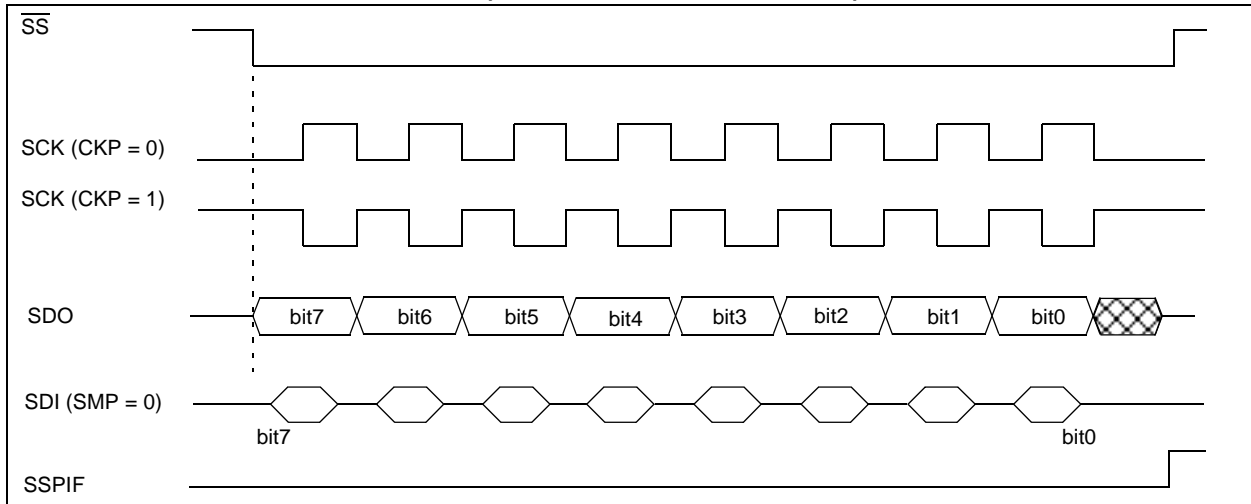 SS
SCK (CKP = 0)
SCK (CKP = 1)
SDO bit7 bit6 bit5 bit4 bit3 bit2 bit1 bit0
SDI (SMP = 0)
bit7 bit0
SSPIF